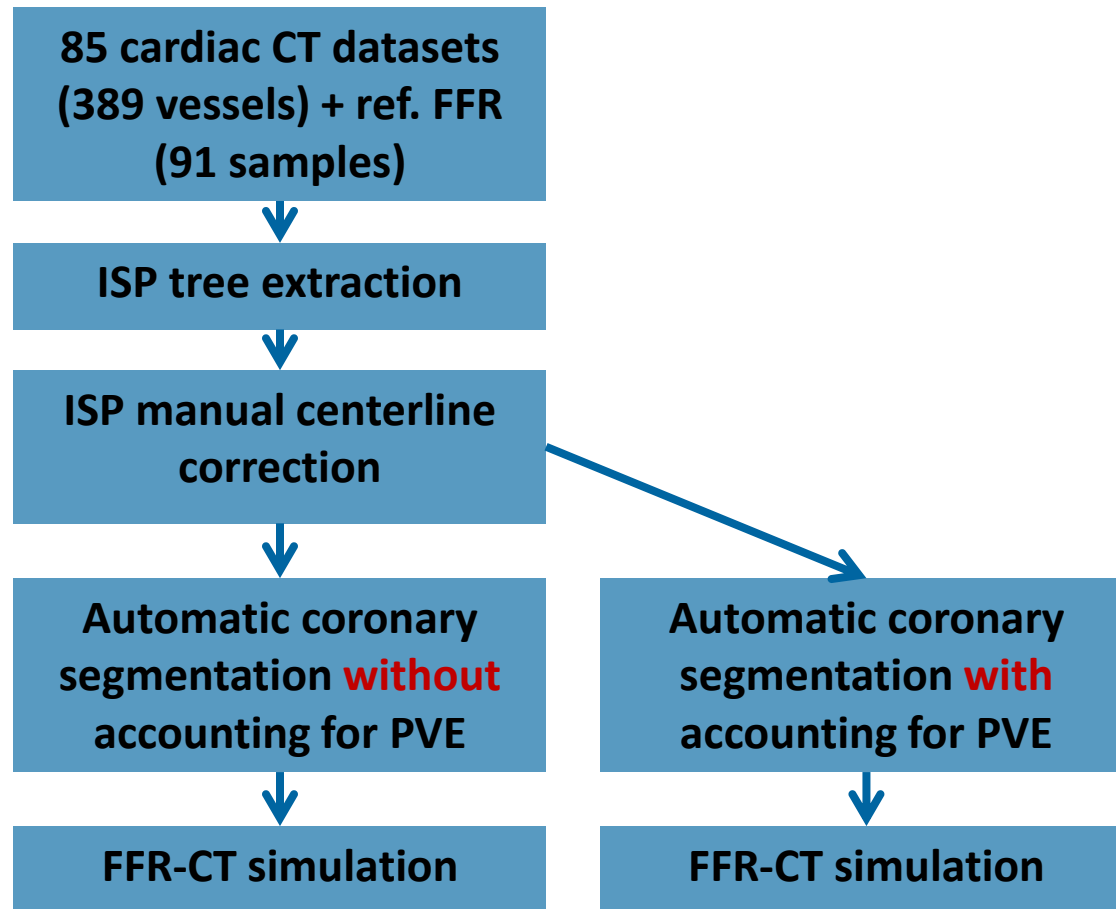 85 cardiac CT datasets
(389 vessels) + ref. FFR
(91 samples)
ISP tree extraction
ISP manual centerline
correction
Automatic coronary
segmentation without
accounting for PVE
Automatic coronary
segmentation with
accounting for PVE
FFR-CT simulation
FFR-CT simulation